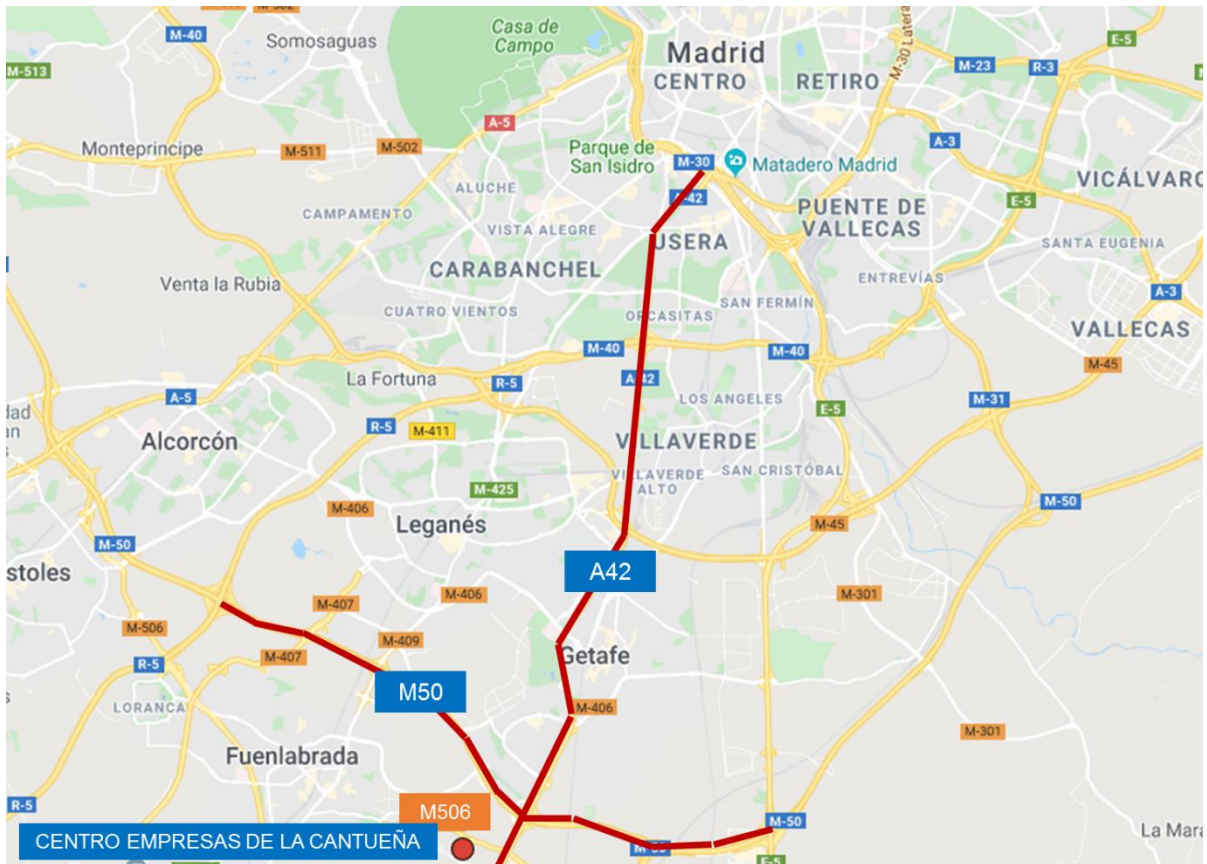 M-502
M-40
Somosaguas
Casa de
Campo
Madrid
CENTRO
RETIRO
M-30 Latera
E-5
M-23
R-3
M-513
A-5
Monteprincipe
M-511
M-502
Parque de
San Isidro
M-30
Matadero Madrid
A-3
VICÁLVARO
ALUCHE
A-42
E-5
CAMPAMENTO
PUENTE DE
VALLECAS
VISTA ALEGRE
USERA
SANTA EUGENIA
Venta la Rubia
CARABANCHEL
ENTREVÍAS
A-3
CUATRO VIENTOS
SAN FERMÍN
ORCASITAS
VALLECAS
M-40
M-40
La Fortuna
R-5
A-42
M-45
A-5
LOS ANGELES
M-31
E-5
R-5
M-411
Alcorcón
VILLAVERDE
VILLAVERDE
ALTO
SAN CRISTÓBAL
M-425
M-50
M-406
Leganés
M-45
M-50
A42
stoles
M-301
M-407
M-406
M-506
M-409
M-407
Getafe
R-5
M50
LORANCA
M-406
M-301
Fuenlabrada
R-5
M506
M-50
La Mara
CENTRO EMPRESAS DE LA CANTUEÑA
E-5